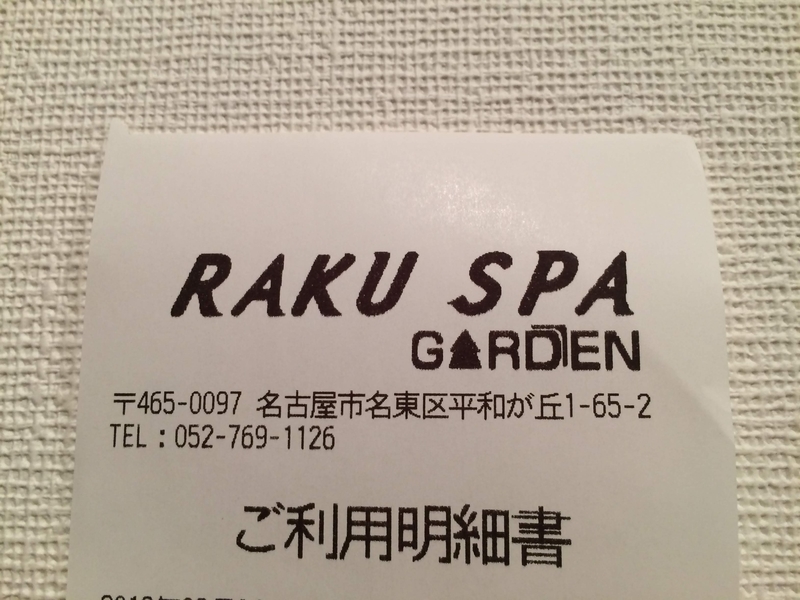 RAKU SPA
GARDEN
〒465-0097 名古屋市名東区平和が丘1-65-2
TEL:052-769-1126
ご利用明細書